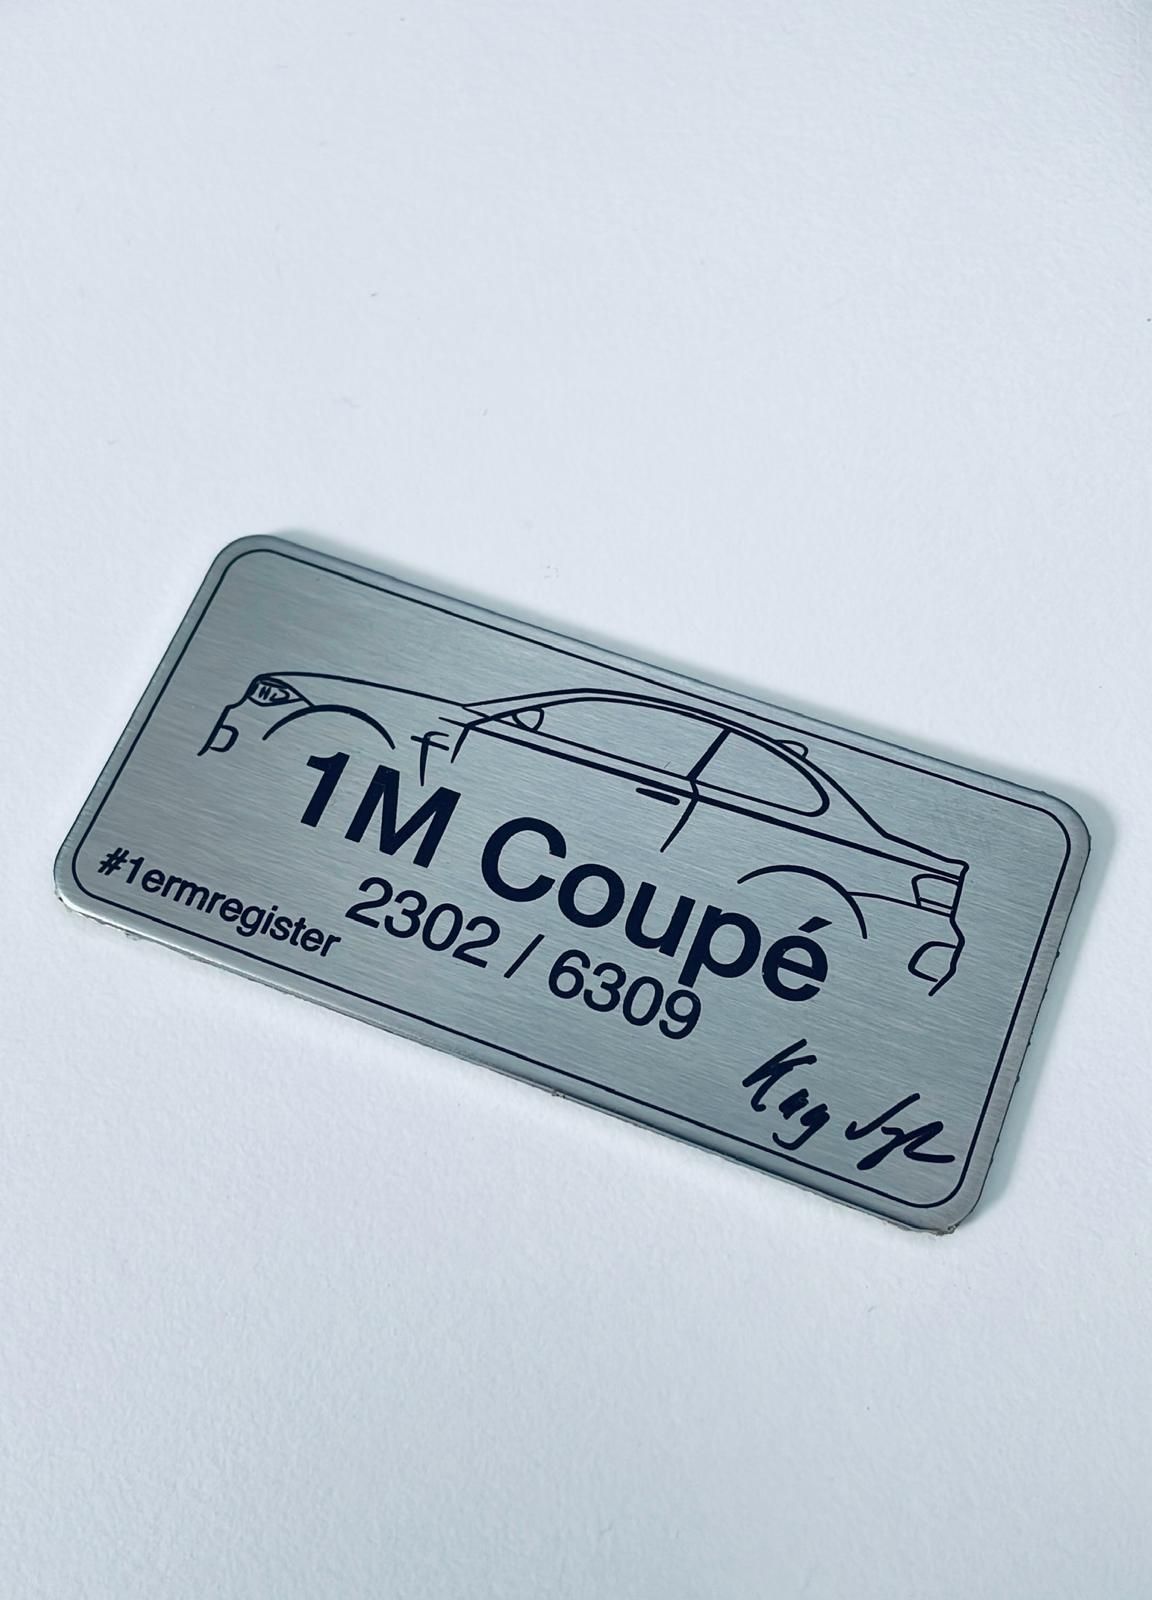 1M Coupé
2302 / 6309
#1ermregister